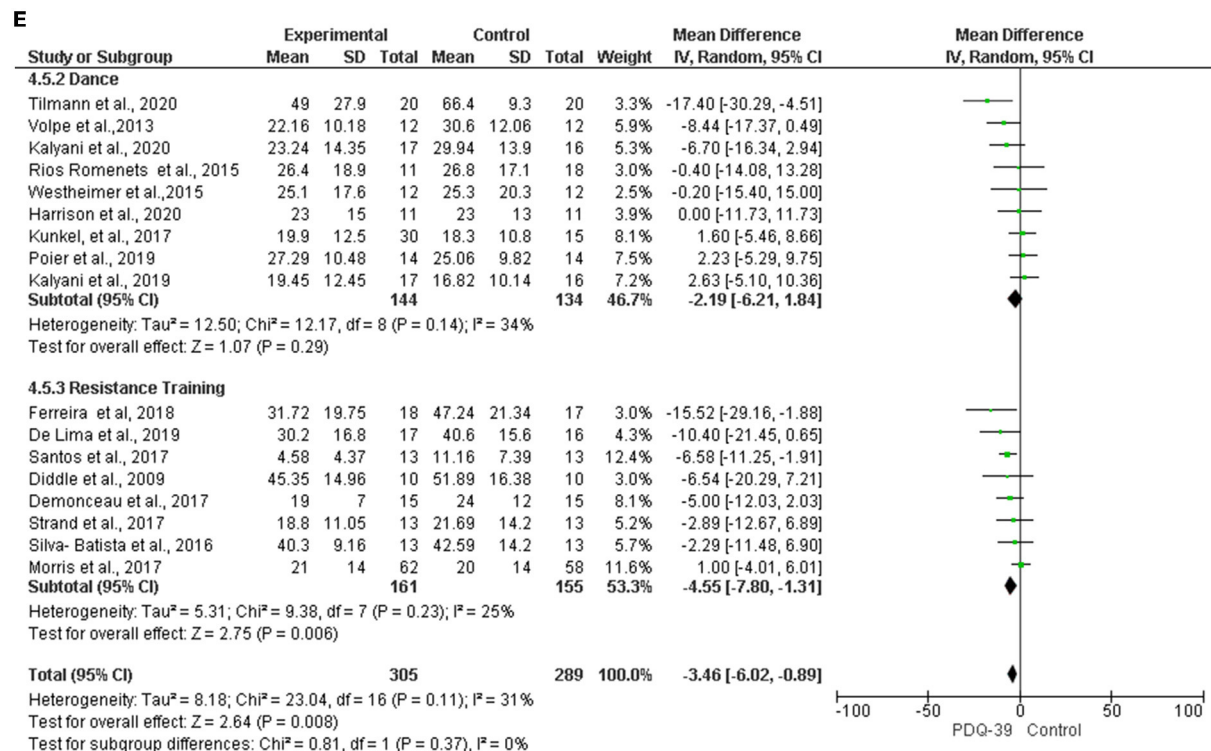 E
Experimental Control Mean Difference Mean Difference
Study or Subgroup Mean SD Total Mean SD Total Weight IV, Random, 95% CI IV, Random, 95% CI
4.5.2 Dance
Tilmann et al., 2020 49 27.9 20 66.4 9.3 20 3.3% -17.40 [-30.29, -4.51]
Volpe et al.,2013 22.16 10.18 12 30.6 12.06 12 5.9% -8.44 [-17.37, 0.49]
Kalyani et al., 2020 23.24 14.35 17 29.94 13.9 16 5.3% -6.70 [-16.34, 2.94]
Rios Romenets et al., 2015 26.4 18.9 11 26.8 17.1 18 3.0% -0.40 [-14.08, 13.28]
Westheimer et al.,2015 25.1 17.6 12 25.3 20.3 12 2.5% -0.20 [-15.40, 15.00]
Harrison et al., 2020 23 15 11 23 13 11 3.9% 0.00 [-11.73, 11.73]
Kunkel, et al., 2017 19.9 12.5 30 18.3 10.8 15 8.1% 1.60 [-5.46, 8.66]
Poier et al., 2019 27.29 10.48 14 25.06 9.82 14 7.5% 2.23 [-5.29, 9.75]
Kalyani et al., 2019 19.45 12.45 17 16.82 10.14 16 7.2% 2.63 [-5.10, 10.36]
Subtotal (95% CI) 144 134 46.7% -2.19 [-6.21, 1.84]
Heterogeneity: Tau² = 12.50; Chi² = 12.17, df = 8 (P = 0.14); I² = 34%
Test for overall effect: Z = 1.07 (P = 0.29)
4.5.3 Resistance Training
Ferreira et al, 2018 31.72 19.75 18 47.24 21.34 17 3.0% -15.52 [-29.16, -1.88]
De Lima et al., 2019 30.2 16.8 17 40.6 15.6 16 4.3% -10.40 [-21.45, 0.65]
Santos et al., 2017 4.58 4.37 13 11.16 7.39 13 12.4% -6.58 [-11.25, -1.91]
Diddle et al., 2009 45.35 14.96 10 51.89 16.38 10 3.0% -6.54 [-20.29, 7.21]
Demonceau et al., 2017 19 7 15 24 12 15 8.1% -5.00 [-12.03, 2.03]
Strand et al., 2017 18.8 11.05 13 21.69 14.2 13 5.2% -2.89 [-12.67, 6.89]
Silva- Batista et al., 2016 40.3 9.16 13 42.59 14.2 13 5.7% -2.29 [-11.48, 6.90]
Morris et al., 2017 21 14 62 20 14 58 11.6% 1.00 [-4.01, 6.01]
Subtotal (95% CI) 161 155 53.3% -4.55 [-7.80, -1.31]
Heterogeneity: Tau² = 5.31; Chi² = 9.38, df = 7 (P = 0.23); I² = 25%
Test for overall effect: Z = 2.75 (P = 0.006)
Total (95% CI) 305 289 100.0% -3.46 [-6.02, -0.89]
Heterogeneity: Tau² = 8.18; Chi² = 23.04, df = 16 (P = 0.11); I² = 31%
Test for overall effect: Z = 2.64 (P = 0.008)
Test for subgroup differences: Chi² = 0.81, df = 1 (P = 0.37), I² = 0%
-100 -50 0 50 100
PDQ-39 Control